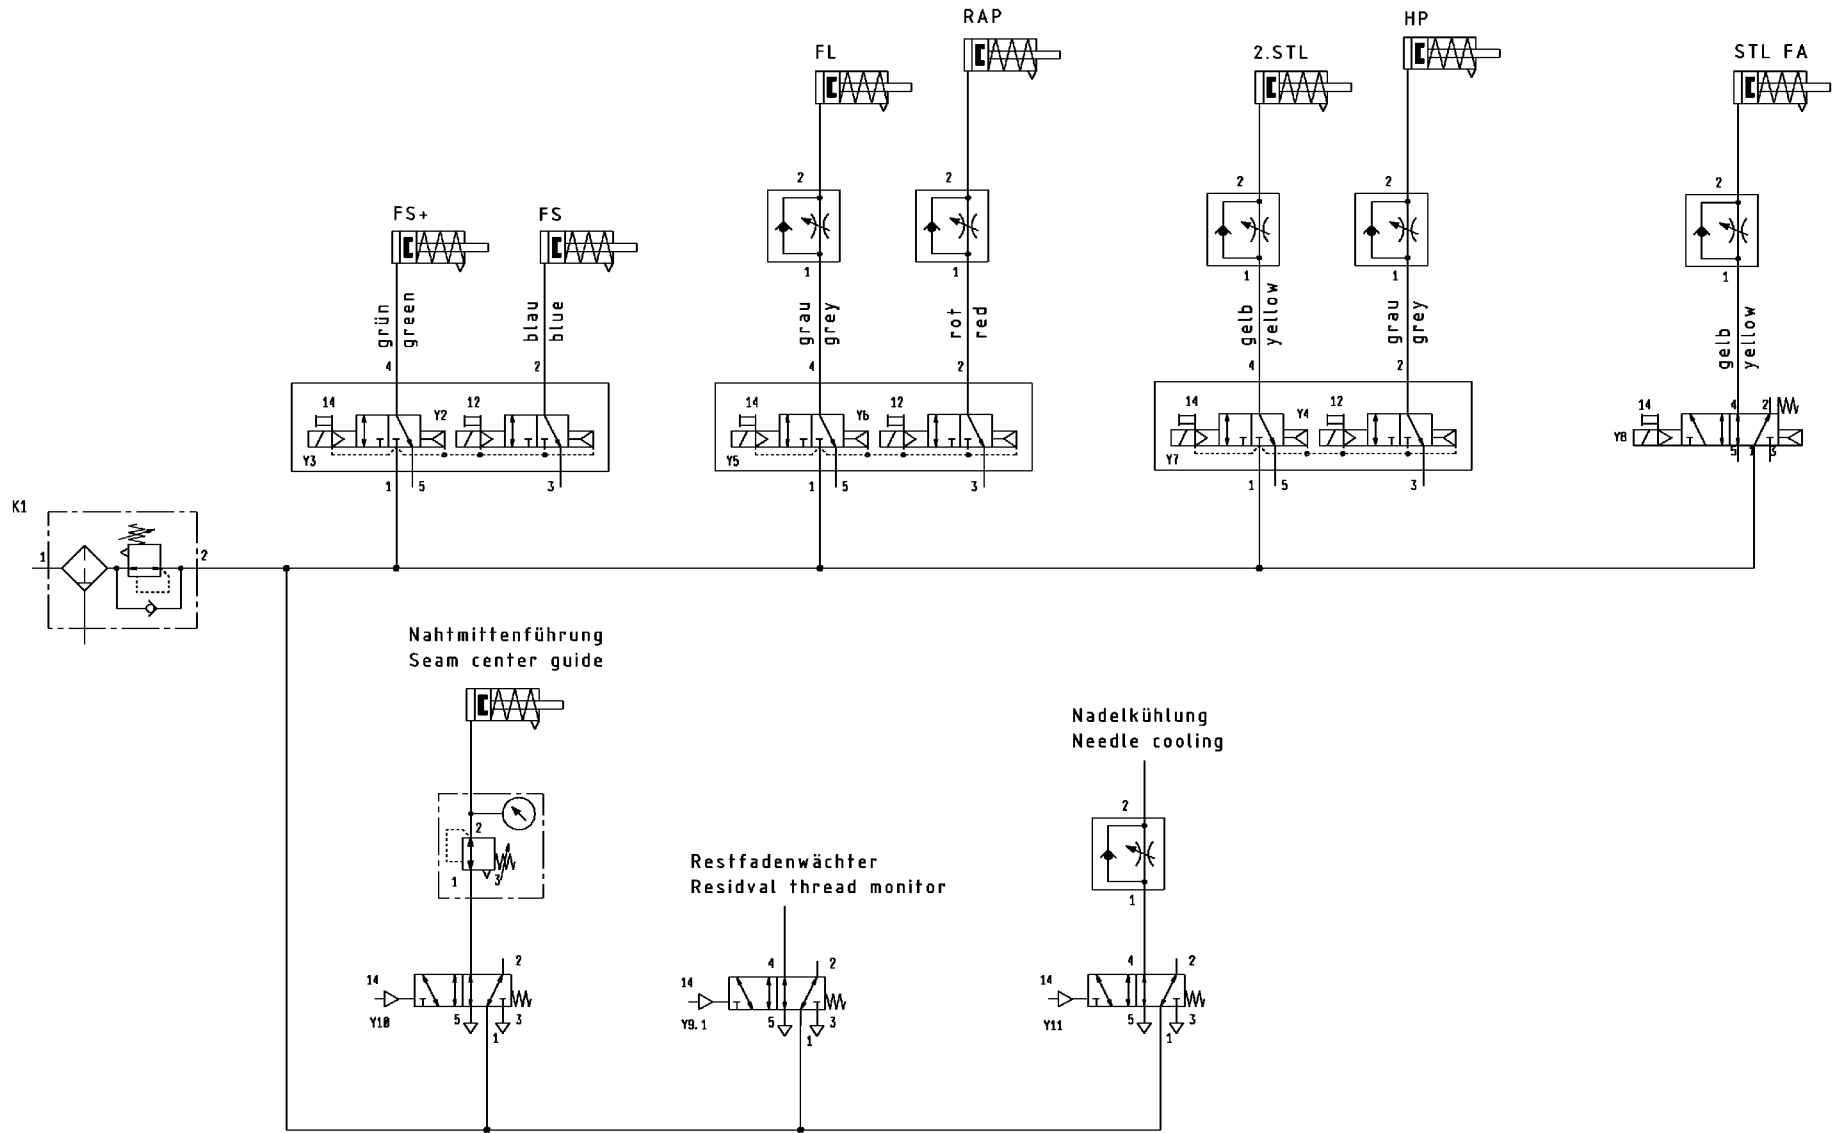 RAP
HP
FL
2.STL
STL FA
2
2
2
2
2
FS+
FS
1
1
1
1
1
grün
green
blau
blue
grau
grey
rot
red
gelb
yellow
grau
grey
gelb
yellow
4
2
4
2
4
2
14
Y2
12
14
Y6
12
14
Y4
12
14
4
2
Y3
Y5
Y7
Y8
5
1
3
1
5
3
1
5
3
1
5
3
K1
1
2
Nahtmittenführung
Seam center guide
Nadelkühlung
Needle cooling
2
2
1
3
Restfadenwächter
Residval thread monitor
1
14
2
14
4
2
14
4
2
Y10
5
3
1
Y9.1
5
3
1
Y11
5
3
1